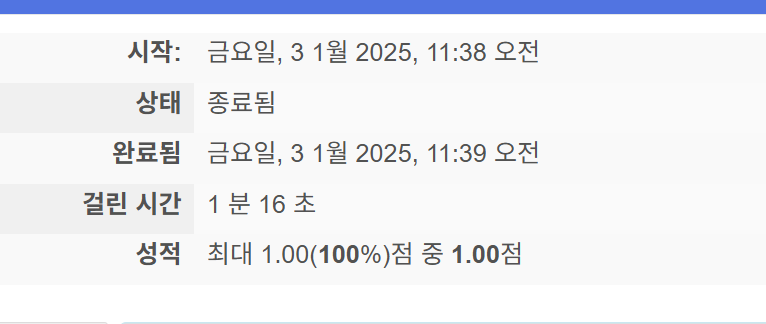 시작: 금요일, 3 1월 2025, 11:38 오전
상태 종료됨
완료됨 금요일, 3 1월 2025, 11:39 오전
걸린 시간 1 분 16 초
성적 최대 1.00(100%)점 중 1.00점